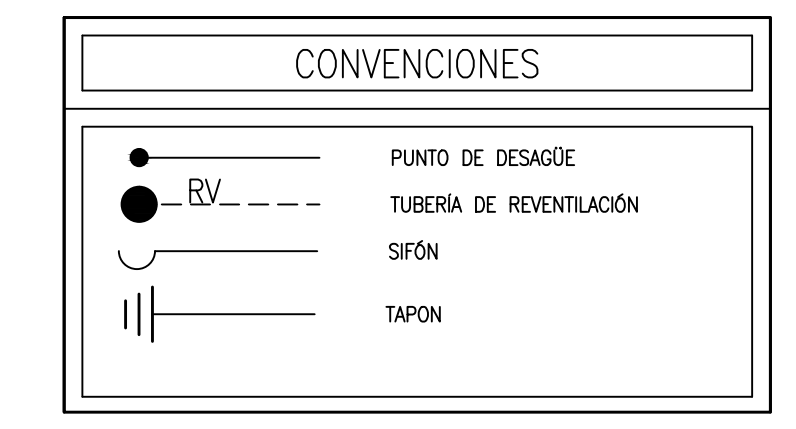 CONVENCIONES
PUNTO DE DESAGÜE
RV
TUBERÍA DE REVENTILACIÓN
SIFÓN
TAPON